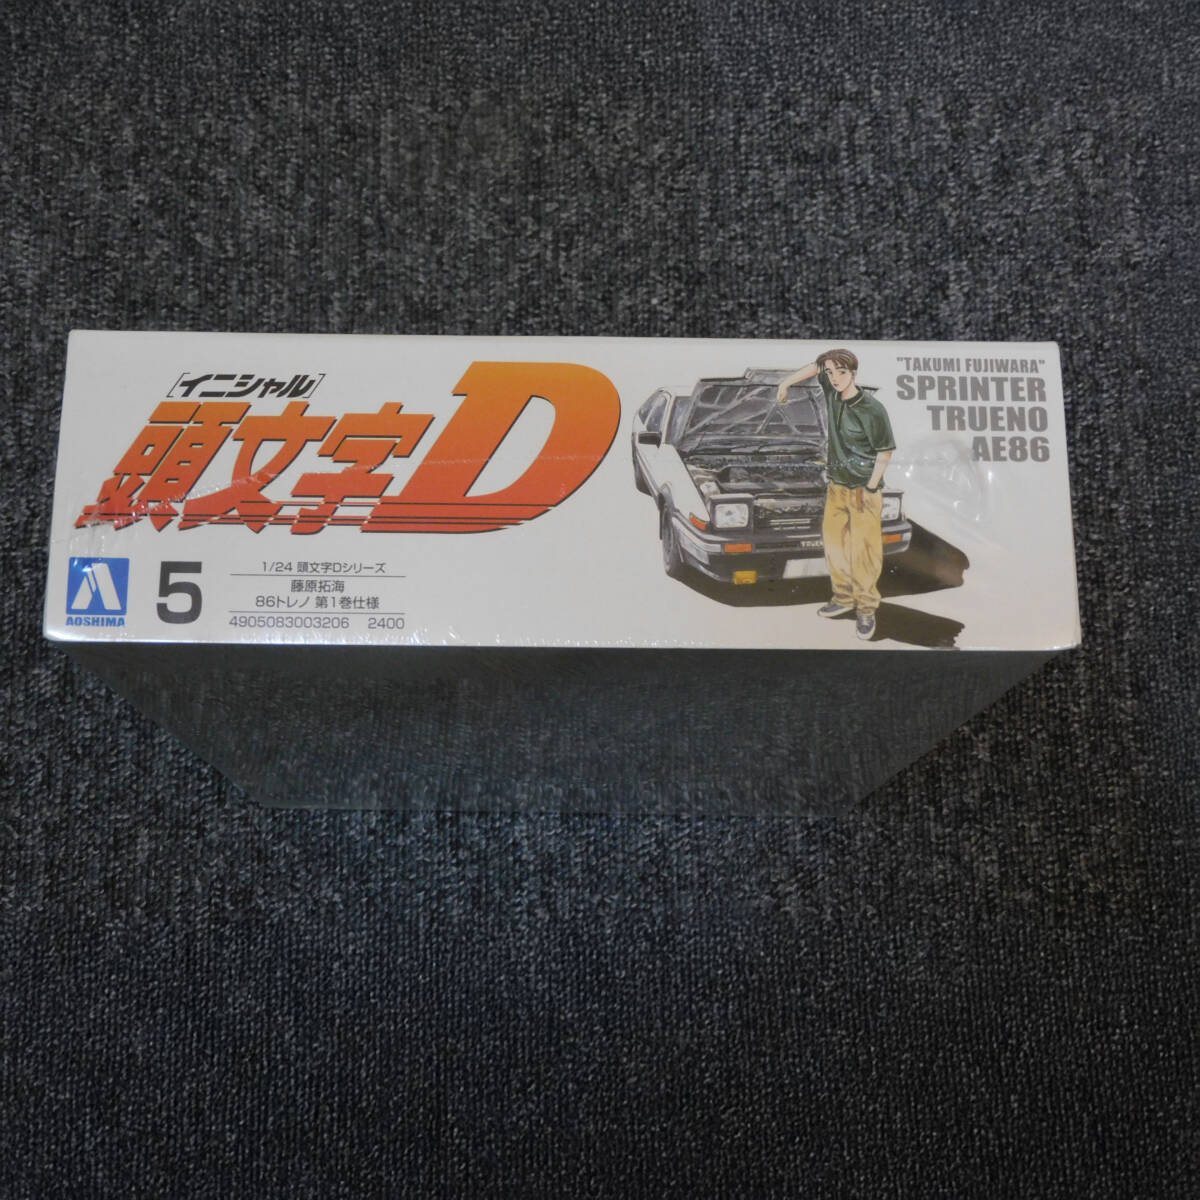 [イニシャル]
頭文字D
"TAKUMI FUJIWARA"
SPRINTER
TRUENO
AE86
TRUENO
AOSHIMA
5
1/24 頭文字Dシリーズ
藤原拓海
86トレノ 第1巻仕様
4905083003206 2400